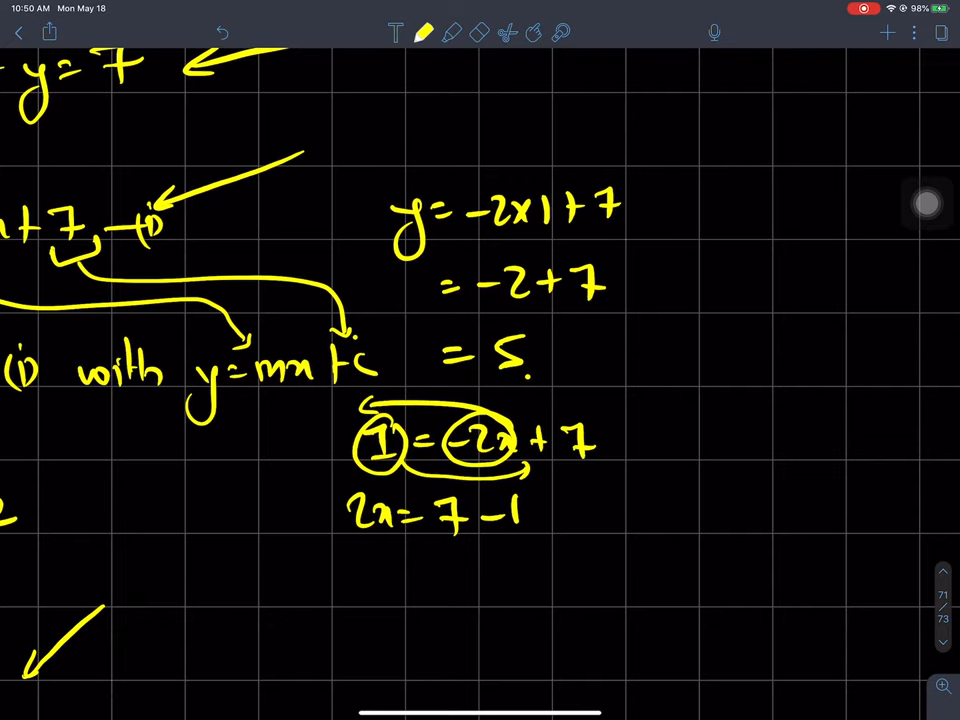 10:50 AM Mon May 18
98%
y = 7
x + 7 — (i)
(i) with y = mx + c
2
y = -2x1 + 7
= -2 + 7
= 5.
1 = -2x + 7
2x = 7 - 1
71
/
73